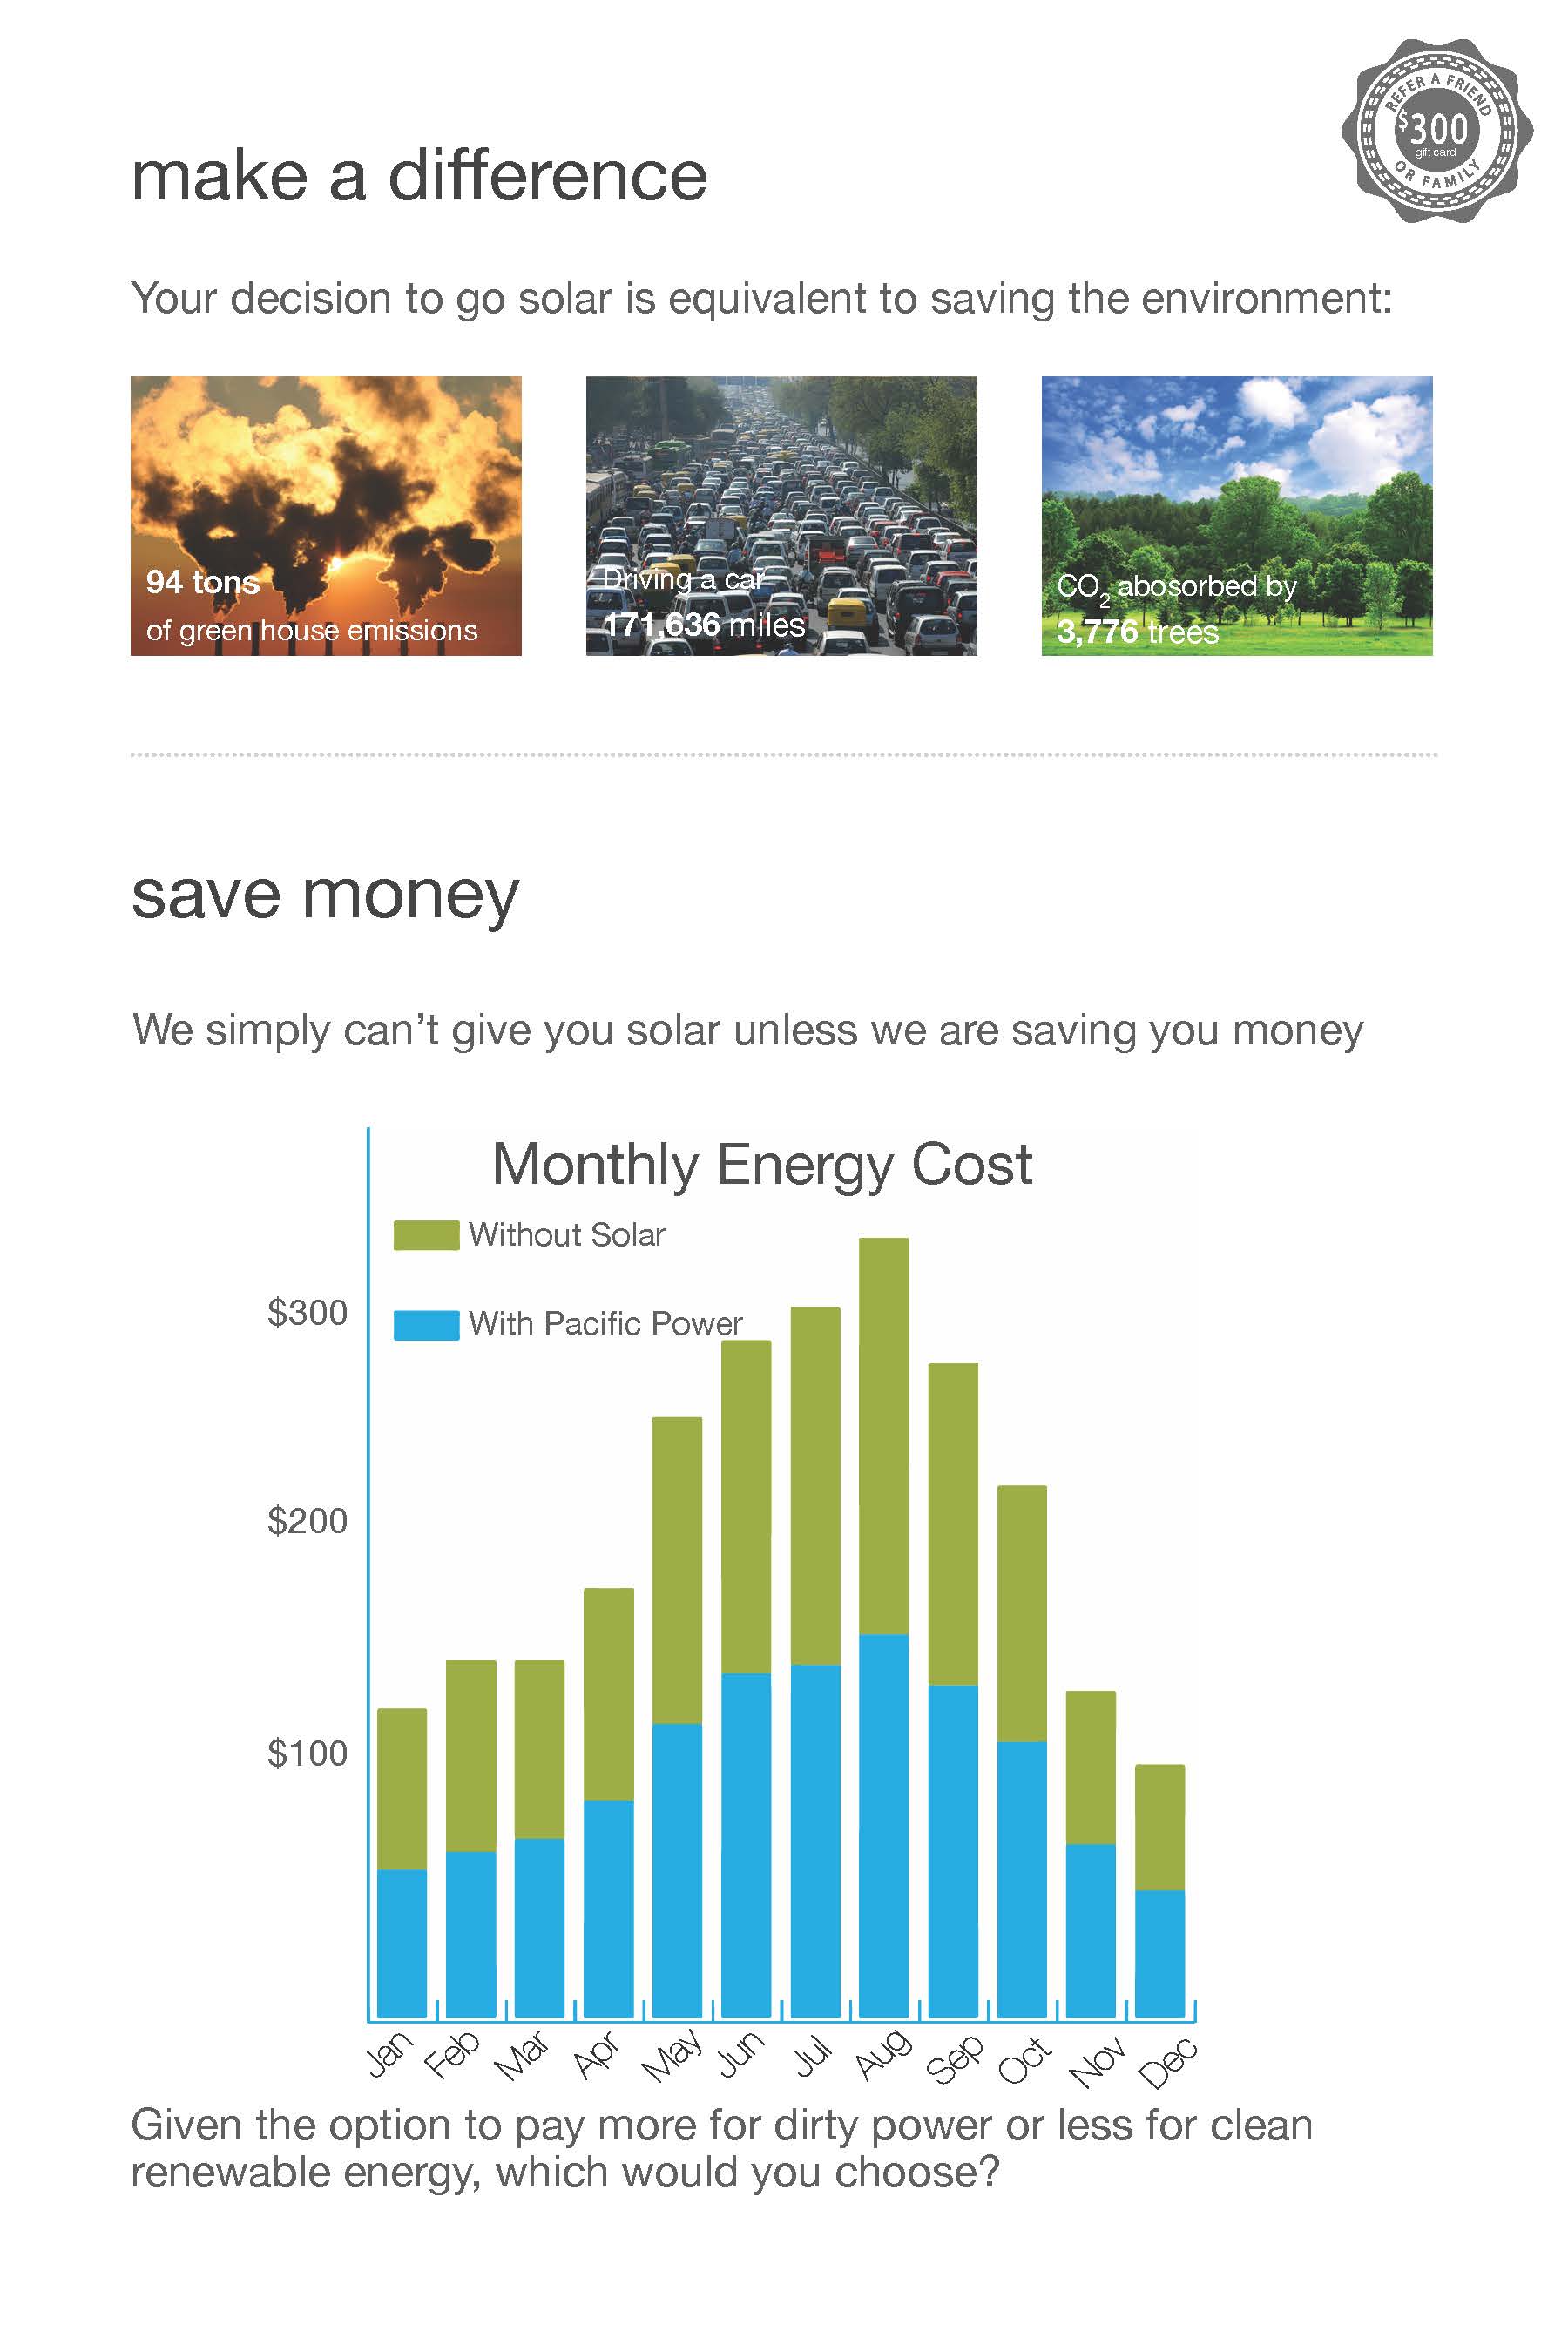 REFER A FRIEND
$300
gift card
OR FAMILY
make a difference
Your decision to go solar is equivalent to saving the environment:
94 tons
of green house emissions
Driving a car
171,636 miles
CO2 abosorbed by
3,776 trees
save money
We simply can't give you solar unless we are saving you money
Monthly Energy Cost
Without Solar
With Pacific Power
$300
$200
$100
Jan Feb Mar Apr May Jun Jul Aug Sep Oct Nov Dec
Given the option to pay more for dirty power or less for clean
renewable energy, which would you choose?